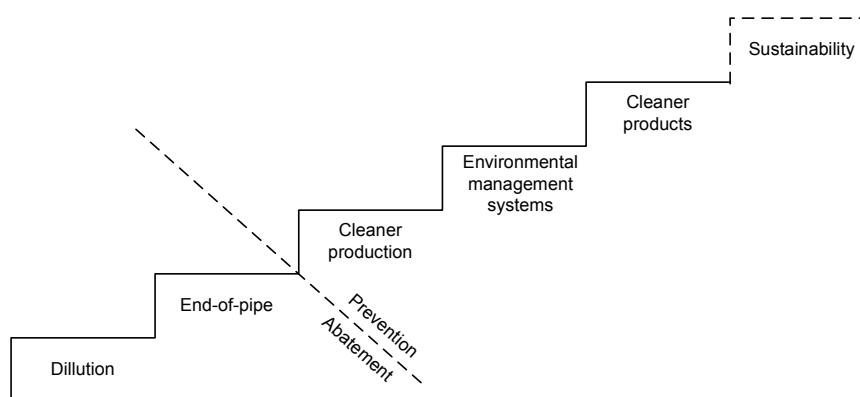 Sustainability
Cleaner
products
Environmental
management
systems
Cleaner
production
End-of-pipe
Prevention
Abatement
Dillution